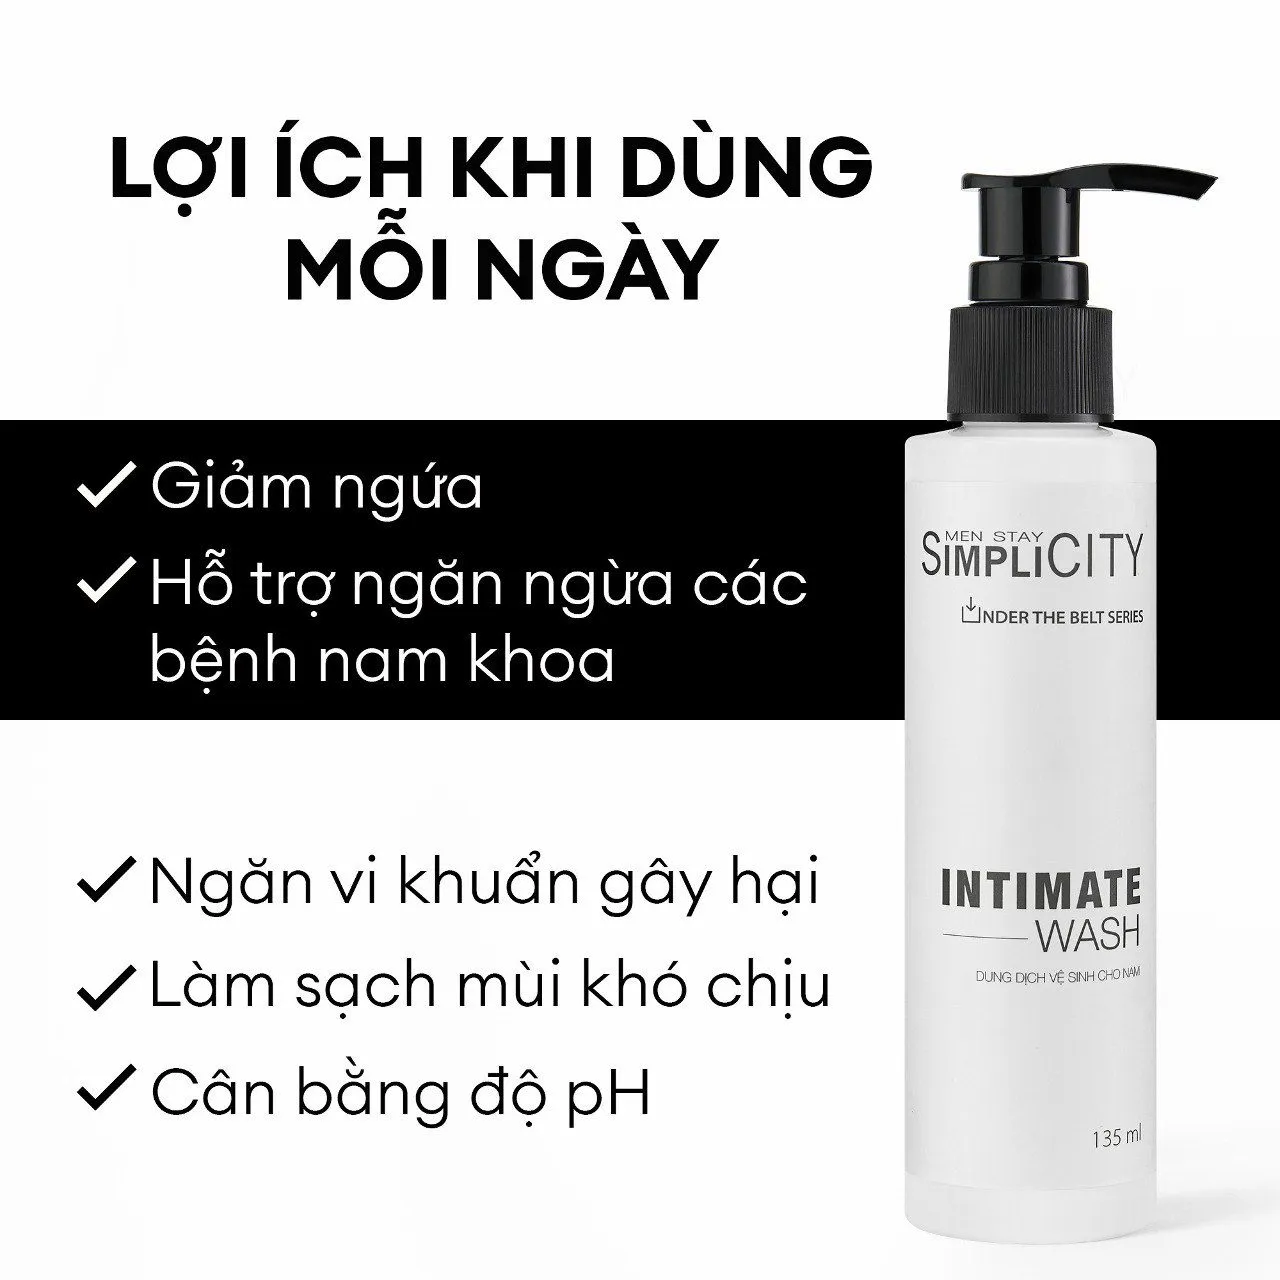 LỢI ÍCH KHI DÙNG
MỖI NGÀY
Giảm ngứa
Hỗ trợ ngăn ngừa các
bệnh nam khoa
Ngăn vi khuẩn gây hại
Làm sạch mùi khó chịu
Cân bằng độ pH
MEN STAY
SIMPLICITY
UNDER THE BELT SERIES
INTIMATE
WASH
DUNG DỊCH VỆ SINH CHO NAM
135 ml